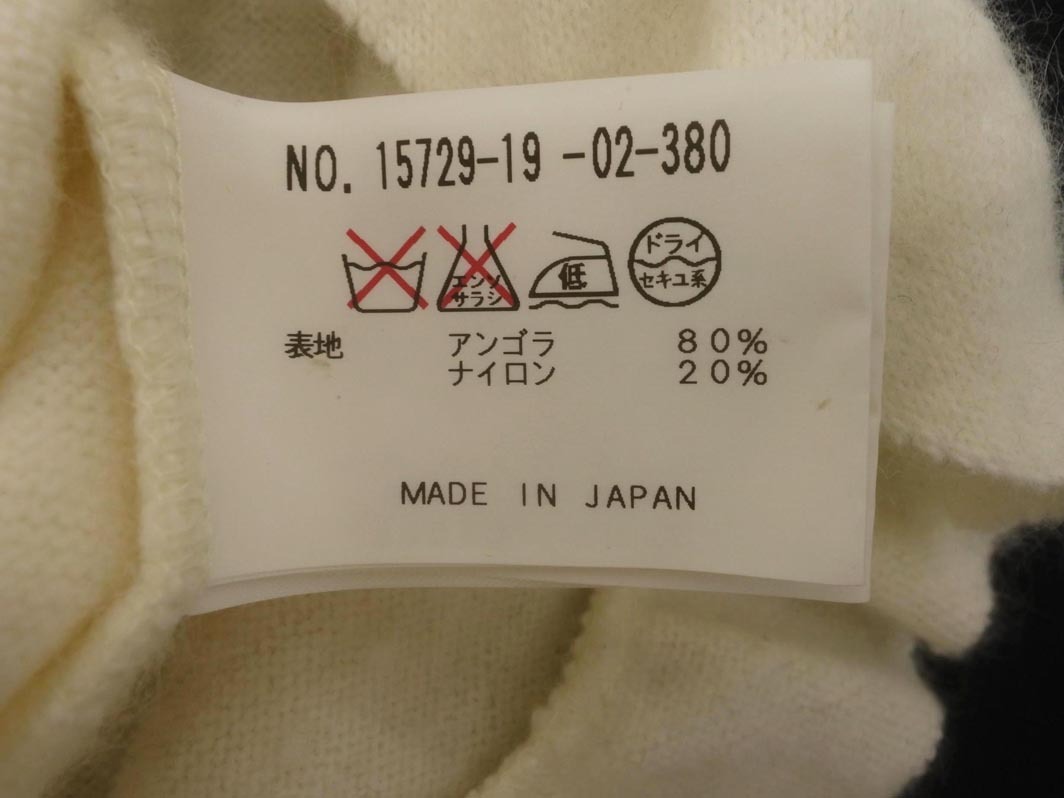 NO. 15729-19 -02-380
エンソ サラシ 低 ドライ セキユ系
表地 アンゴラ 80%
ナイロン 20%
MADE IN JAPAN